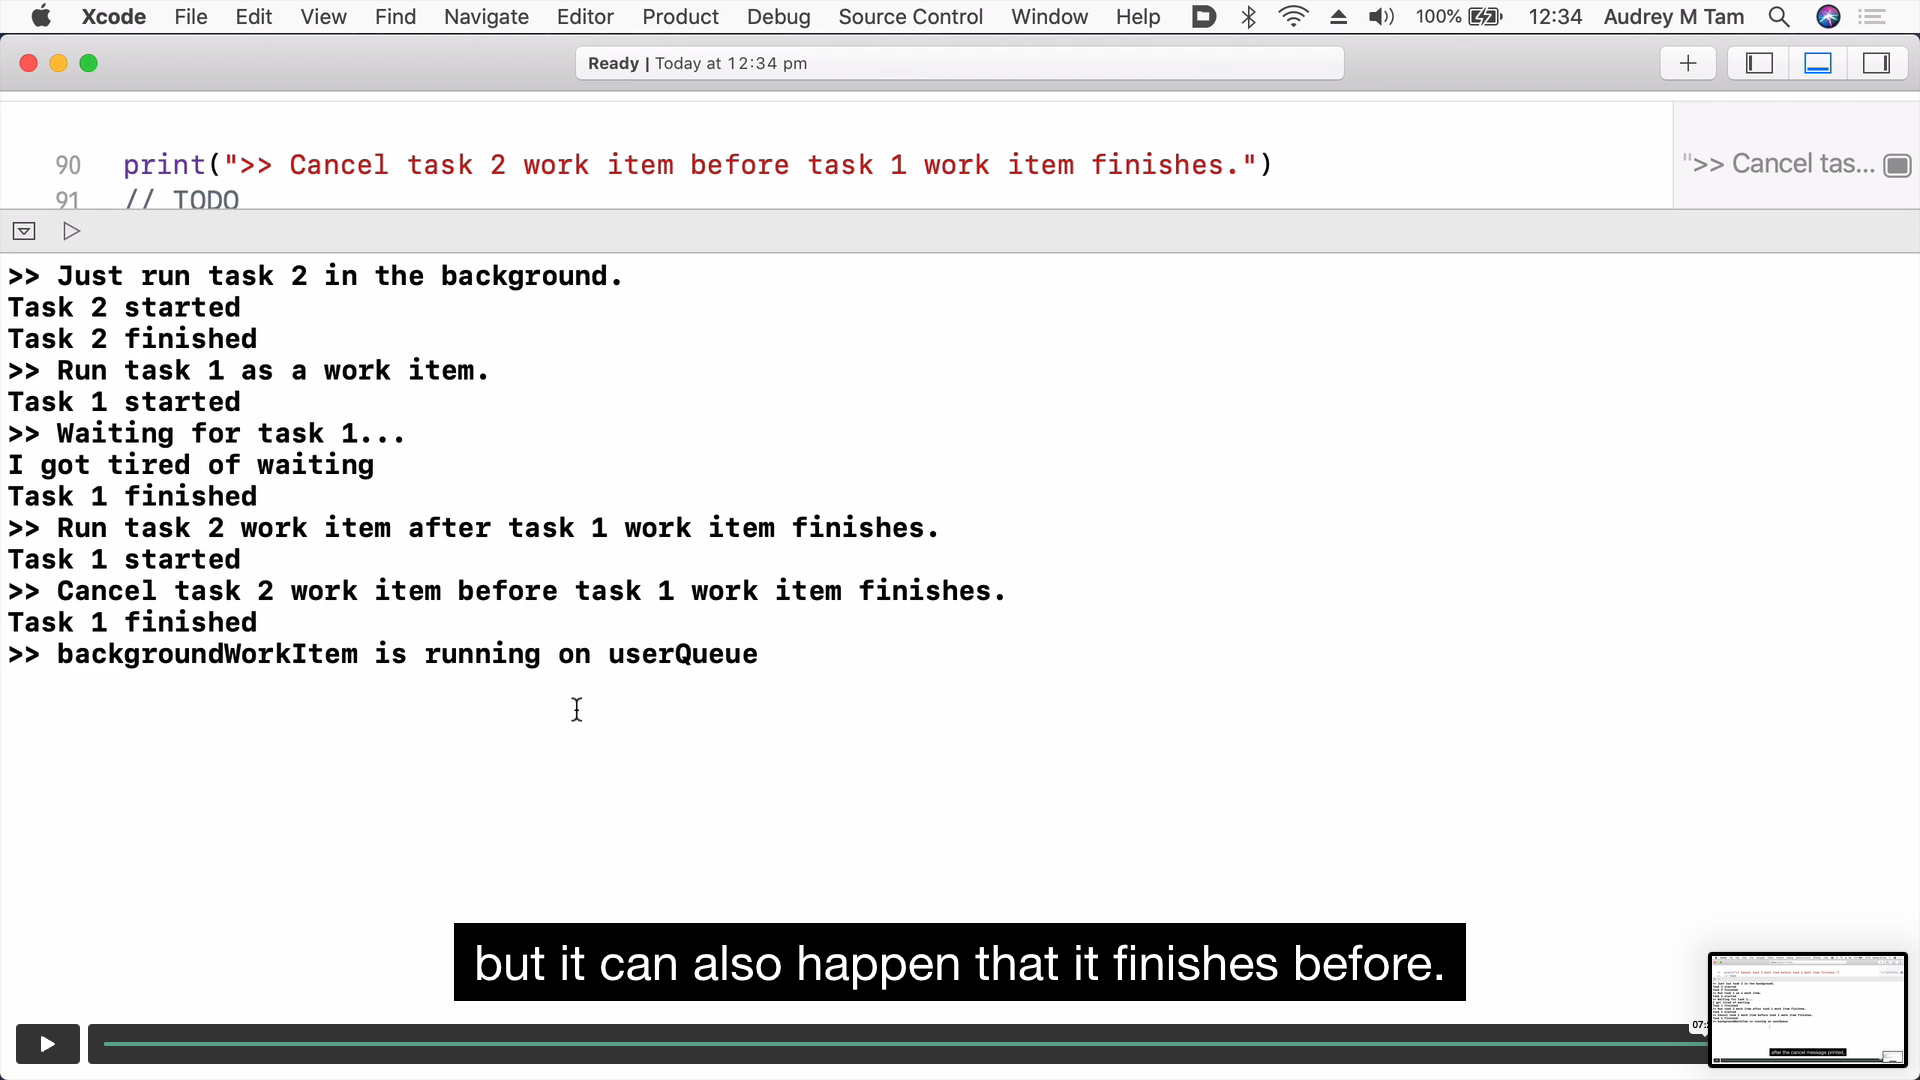 Xcode File Edit View Find Navigate Editor Product Debug Source Control Window Help 100% 12:34 Audrey M Tam
Ready | Today at 12:34 pm
90 print(">> Cancel task 2 work item before task 1 work item finishes.") ">> Cancel tas...
91 // TODO
>> Just run task 2 in the background.
Task 2 started
Task 2 finished
>> Run task 1 as a work item.
Task 1 started
>> Waiting for task 1...
I got tired of waiting
Task 1 finished
>> Run task 2 work item after task 1 work item finishes.
Task 1 started
>> Cancel task 2 work item before task 1 work item finishes.
Task 1 finished
>> backgroundWorkItem is running on userQueue
but it can also happen that it finishes before.
07:
after the cancel message printed,